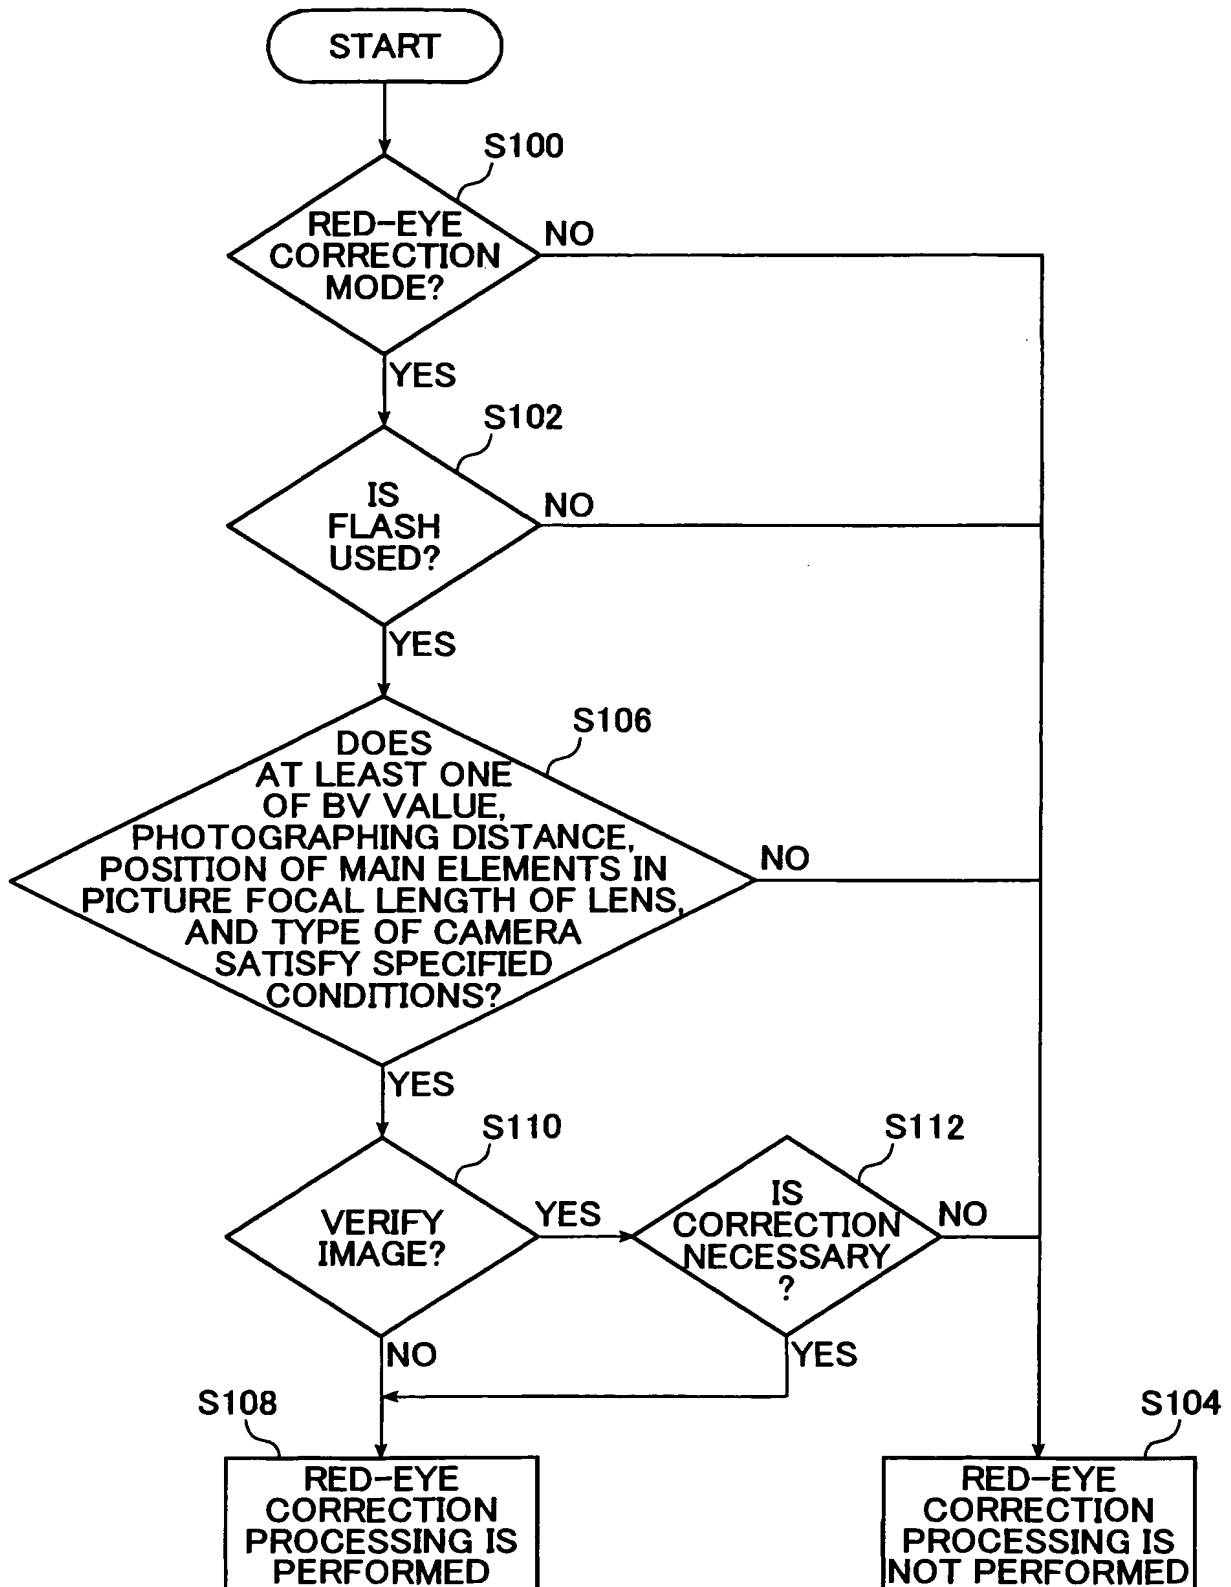 START
S100
RED-EYE
CORRECTION
MODE?
NO
YES
S102
IS
FLASH
USED?
NO
YES
S106
DOES
AT LEAST ONE
OF BV VALUE,
PHOTOGRAPHING DISTANCE,
POSITION OF MAIN ELEMENTS IN
PICTURE FOCAL LENGTH OF LENS,
AND TYPE OF CAMERA
SATISFY SPECIFIED
CONDITIONS?
NO
YES
S110
VERIFY
IMAGE?
YES
NO
S112
IS
CORRECTION
NECESSARY
?
NO
YES
S108
RED-EYE
CORRECTION
PROCESSING IS
PERFORMED
S104
RED-EYE
CORRECTION
PROCESSING IS
NOT PERFORMED